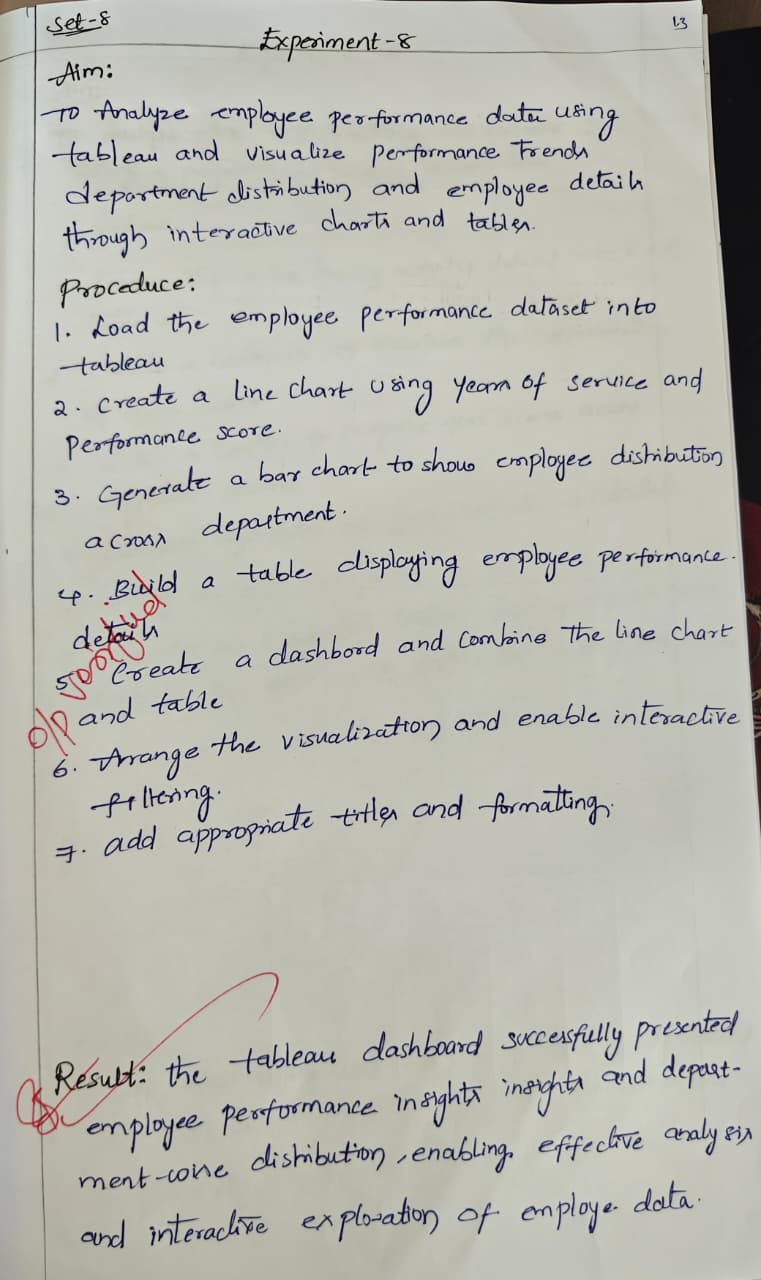 Set-8
13
Experiment-8
Aim:
To Analyze employee performance data using
tableau and visualize performance Trends
department distribution and employee details
through interactive charts and tables.
Proceduce:
1. Load the employee performance dataset into
tableau
2. create a line chart using years of service and
performance score.
3. Generate a bar chart to show employee distribution
across department.
4. Build a table displaying employee performance.
details
5. Create a dashbord and combine the line chart
and table
o/p verified
6. Arrange the visualization and enable interactive
filtering.
7. add appropriate titles and formatting.
Result: the tableau dashboard successfully presented
employee performance insights insights and depart-
ment-wise distribution, enabling effective analysis
and interactive exploration of employe data.